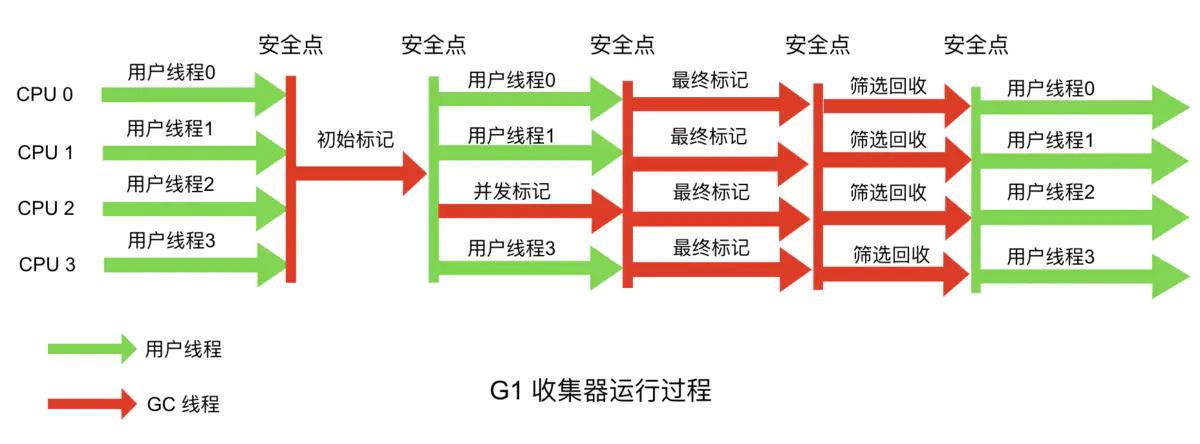 安全点 安全点 安全点 安全点 安全点
CPU 0 用户线程0 用户线程0 最终标记 筛选回收 用户线程0
CPU 1 用户线程1 初始标记 用户线程1 最终标记 筛选回收 用户线程1
CPU 2 用户线程2 并发标记 最终标记 筛选回收 用户线程2
CPU 3 用户线程3 用户线程3 最终标记 筛选回收 用户线程3
用户线程
GC 线程
G1 收集器运行过程